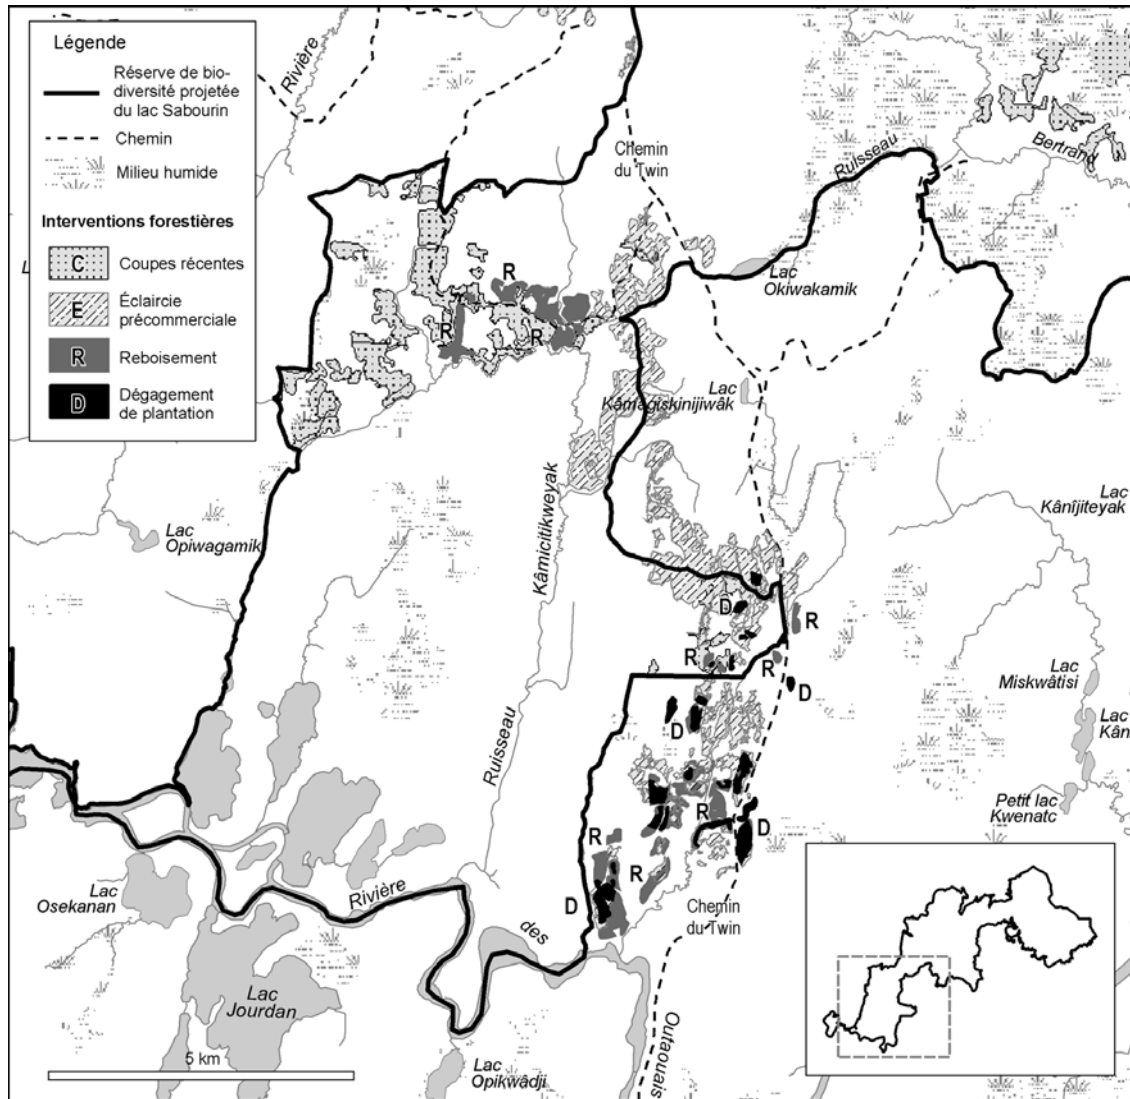 Légende
Réserve de bio-
diversité projetée
du lac Sabourin
Chemin
Milieu humide
Interventions forestières
C
Coupes récentes
E
Éclaircie
précommerciale
R
Reboisement
D
Dégagement
de plantation
Rivière
Chemin
du Twin
Ruisseau
Bertrand
Lac
Okiwakamik
R
R
R
Lac
Kâmagiskinijiwâk
Lac
Kânîjiteyak
Lac
Opiwagamik
Kâmicitikweyak
Ruisseau
D
R
R
R
D
D
Lac
Miskwâtisi
Lac
Kân
Petit lac
Kwenatc
R
D
R
R
D
Lac
Osekanan
Rivière
des
Chemin
du Twin
Lac
Jourdan
Outaouais
5 km
Lac
Opikwâdji